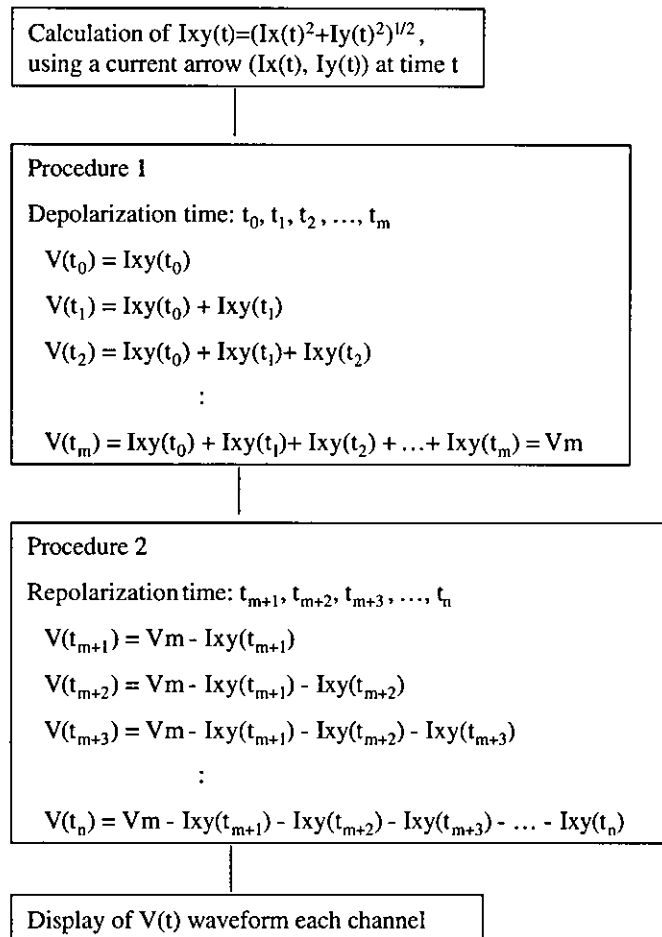 Calculation of Ixy(t)=(Ix(t)²+Iy(t)²)^{1/2},
using a current arrow (Ix(t), Iy(t)) at time t
Procedure 1
Depolarization time: t₀, t₁, t₂, ..., tₘ
V(t₀) = Ixy(t₀)
V(t₁) = Ixy(t₀) + Ixy(t₁)
V(t₂) = Ixy(t₀) + Ixy(t₁)+ Ixy(t₂)
:
V(tₘ) = Ixy(t₀) + Ixy(t₁)+ Ixy(t₂) + ...+ Ixy(tₘ) = Vm
Procedure 2
Repolarization time: tₘ₊₁, tₘ₊₂, tₘ₊₃, ..., tₙ
V(tₘ₊₁) = Vm - Ixy(tₘ₊₁)
V(tₘ₊₂) = Vm - Ixy(tₘ₊₁) - Ixy(tₘ₊₂)
V(tₘ₊₃) = Vm - Ixy(tₘ₊₁) - Ixy(tₘ₊₂) - Ixy(tₘ₊₃)
:
V(tₙ) = Vm - Ixy(tₘ₊₁) - Ixy(tₘ₊₂) - Ixy(tₘ₊₃) - ... - Ixy(tₙ)
Display of V(t) waveform each channel